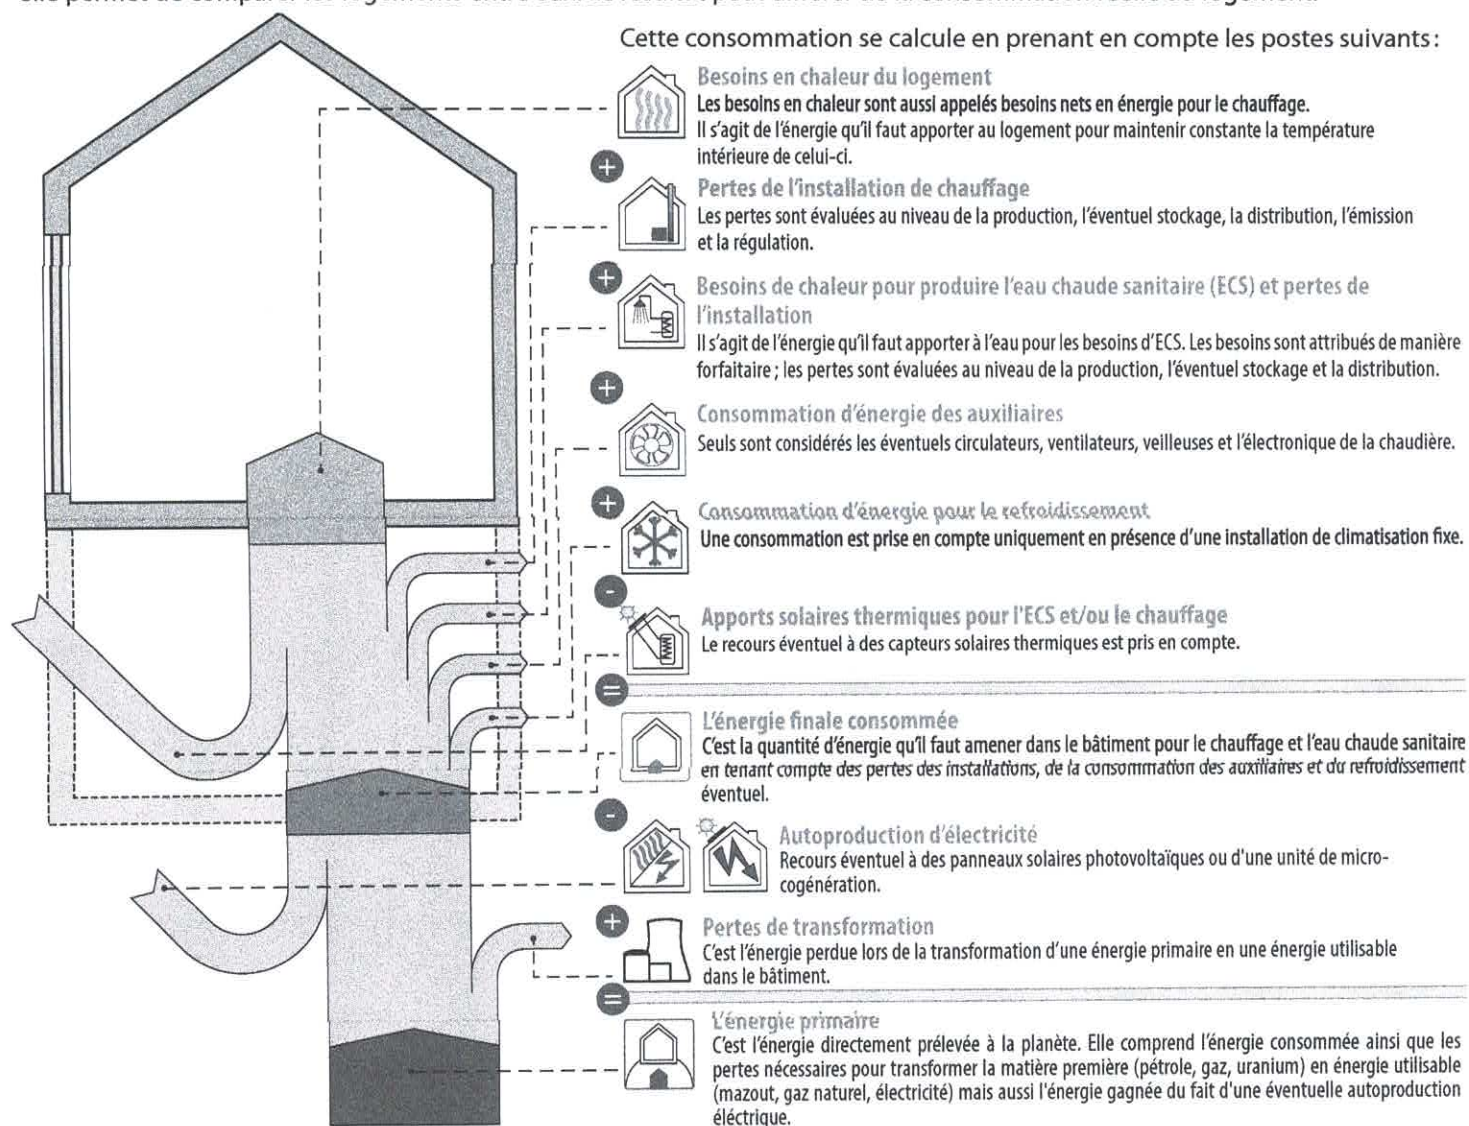 Cette consommation se calcule en prenant en compte les postes suivants :
Besoins en chaleur du logement
Les besoins en chaleur sont aussi appelés besoins nets en énergie pour le chauffage.
Il s'agit de l'énergie qu'il faut apporter au logement pour maintenir constante la température
intérieure de celui-ci.
+
Pertes de l'installation de chauffage
Les pertes sont évaluées au niveau de la production, l'éventuel stockage, la distribution, l'émission
et la régulation.
+
Besoins de chaleur pour produire l'eau chaude sanitaire (ECS) et pertes de
l'installation
Il s'agit de l'énergie qu'il faut apporter à l'eau pour les besoins d'ECS. Les besoins sont attribués de manière
forfaitaire ; les pertes sont évaluées au niveau de la production, l'éventuel stockage et la distribution.
+
Consommation d'énergie des auxiliaires
Seuls sont considérés les éventuels circulateurs, ventilateurs, veilleuses et l'électronique de la chaudière.
+
Consommation d'énergie pour le refroidissement
Une consommation est prise en compte uniquement en présence d'une installation de climatisation fixe.
-
Apports solaires thermiques pour l'ECS et/ou le chauffage
Le recours éventuel à des capteurs solaires thermiques est pris en compte.
=
L'énergie finale consommée
C'est la quantité d'énergie qu'il faut amener dans le bâtiment pour le chauffage et l'eau chaude sanitaire
en tenant compte des pertes des installations, de la consommation des auxiliaires et du refroidissement
éventuel.
-
Autoproduction d'électricité
Recours éventuel à des panneaux solaires photovoltaïques ou d'une unité de micro-
cogénération.
+
Pertes de transformation
C'est l'énergie perdue lors de la transformation d'une énergie primaire en une énergie utilisable
dans le bâtiment.
=
L'énergie primaire
C'est l'énergie directement prélevée à la planète. Elle comprend l'énergie consommée ainsi que les
pertes nécessaires pour transformer la matière première (pétrole, gaz, uranium) en énergie utilisable
(mazout, gaz naturel, électricité) mais aussi l'énergie gagnée du fait d'une éventuelle autoproduction
éléctrique.